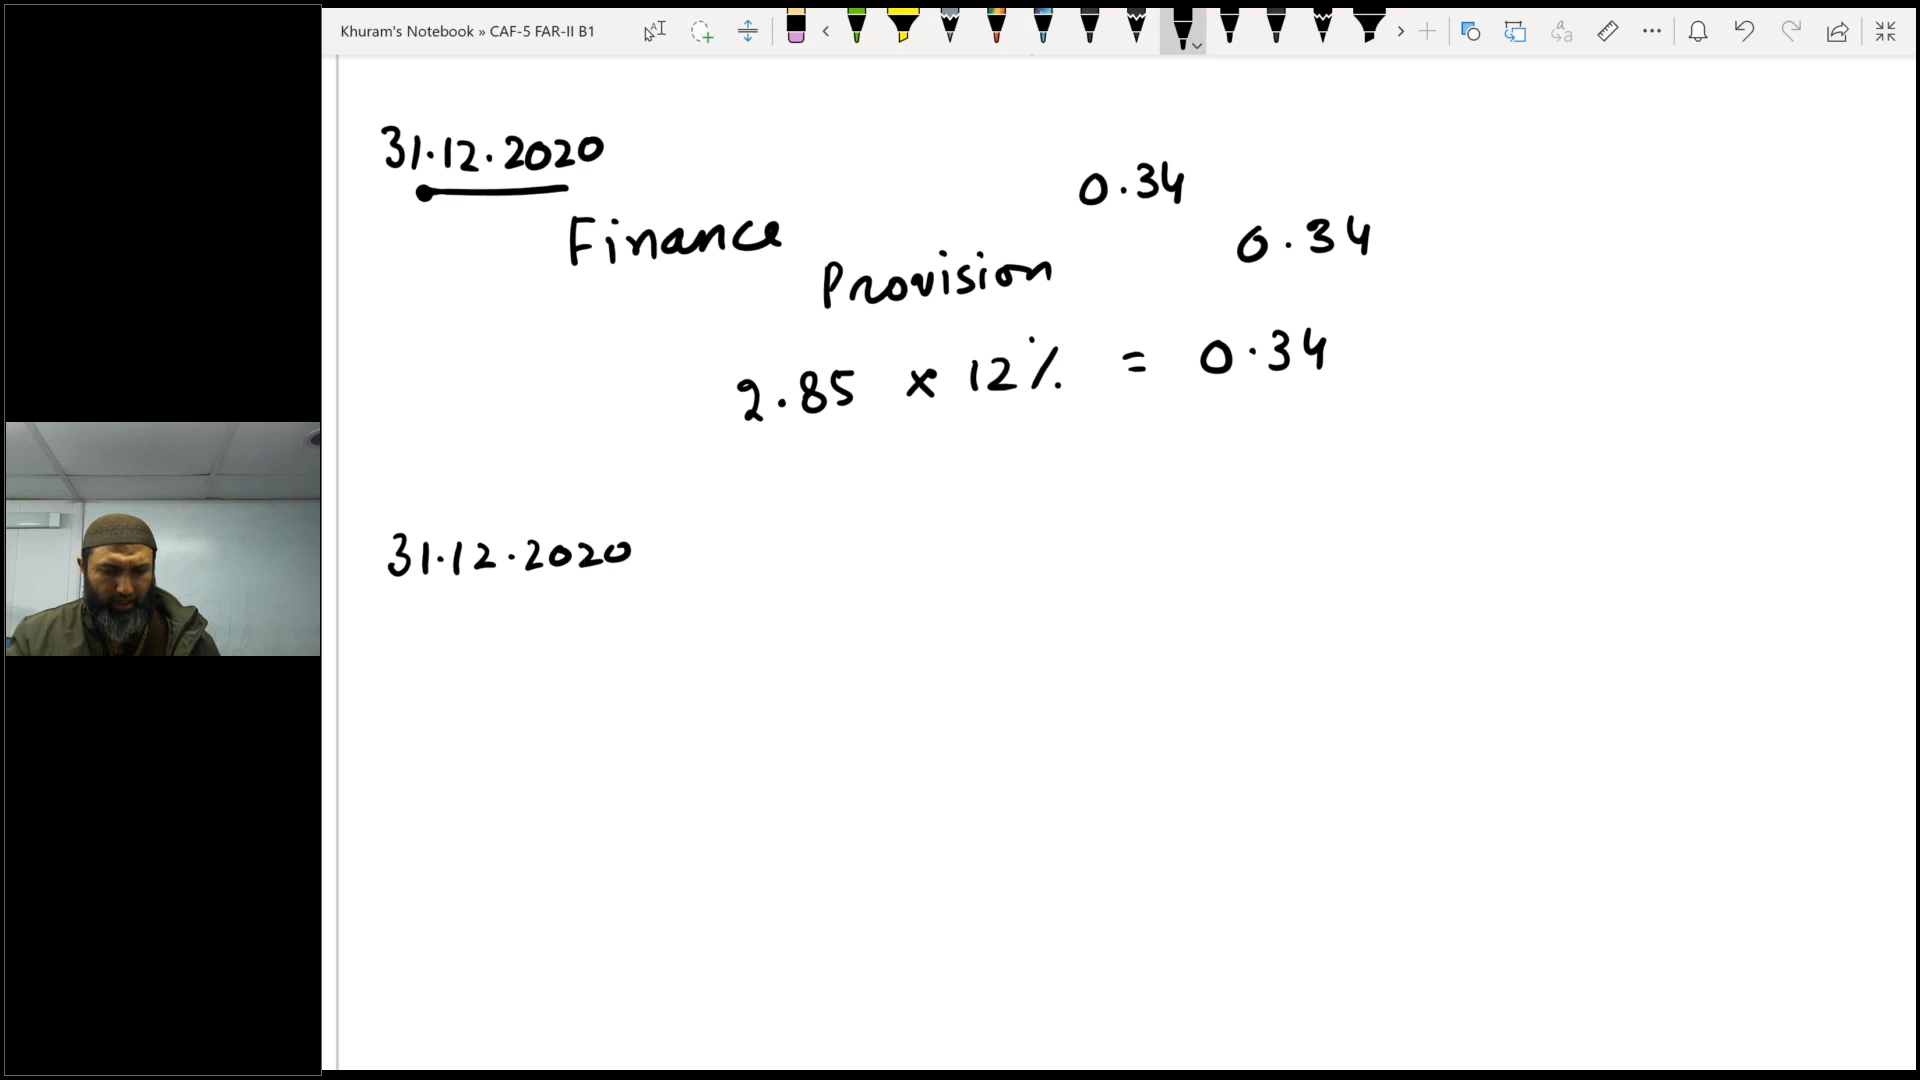 Khuram's Notebook » CAF-5 FAR-II B1
31.12.2020
Finance 0.34
Provision 0.34
2.85 × 12% = 0.34
31.12.2020